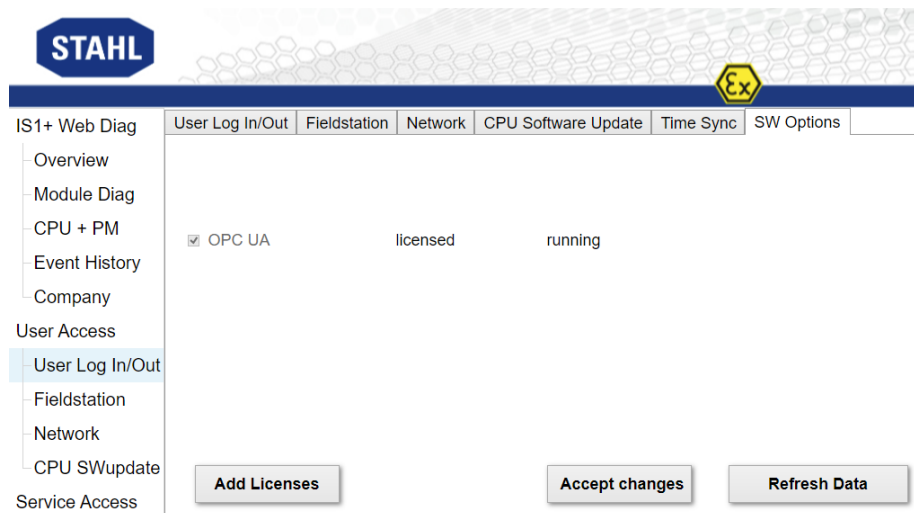 STAHL
Ex
IS1+ Web Diag
Overview
Module Diag
CPU + PM
Event History
Company
User Access
User Log In/Out
Fieldstation
Network
CPU SWupdate
Service Access
User Log In/Out Fieldstation Network CPU Software Update Time Sync SW Options
OPC UA licensed running
Add Licenses Accept changes Refresh Data